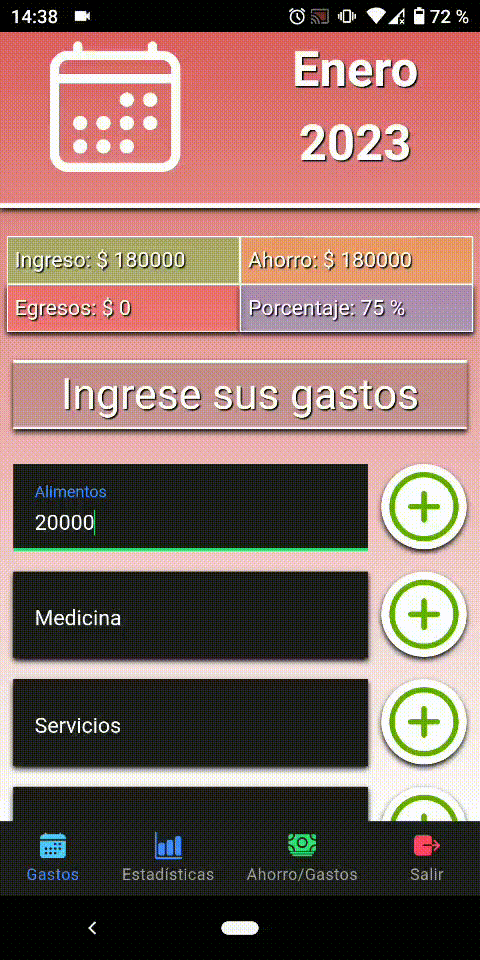 14:38 72 %
Enero
2023
Ingreso: $ 180000 Ahorro: $ 180000
Egresos: $ 0 Porcentaje: 75 %
Ingrese sus gastos
Alimentos
20000
Medicina
Servicios
Gastos Estadísticas Ahorro/Gastos Salir